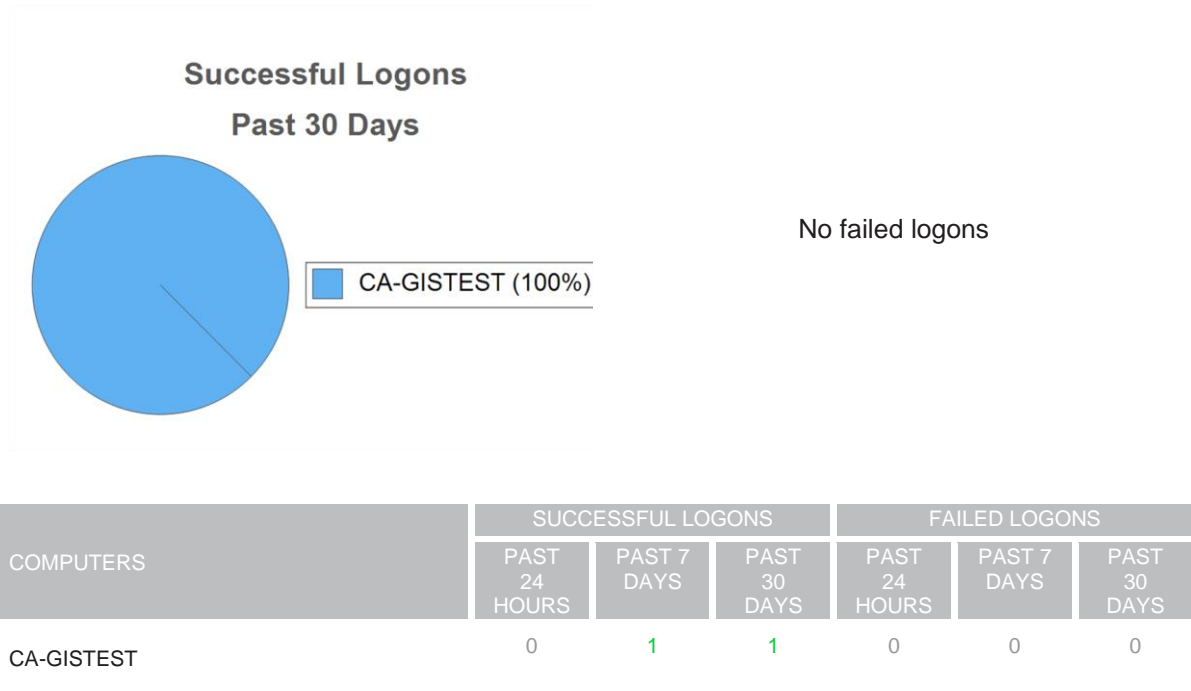 Successful Logons
Past 30 Days
CA-GISTEST (100%)
No failed logons
COMPUTERS
SUCCESSFUL LOGONS
FAILED LOGONS
PAST
24
HOURS
PAST 7
DAYS
PAST
30
DAYS
PAST
24
HOURS
PAST 7
DAYS
PAST
30
DAYS
CA-GISTEST
0
1
1
0
0
0